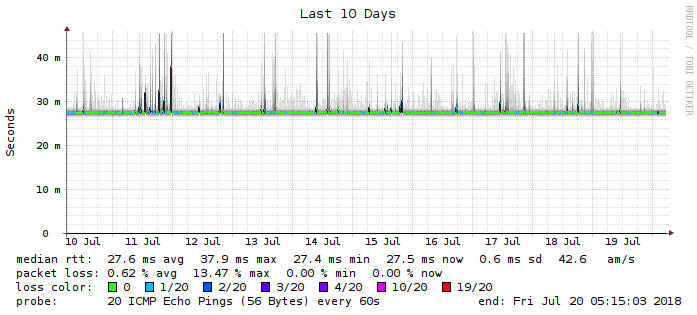 Last 10 Days
RRDTOOL / TOBI OETIKER
Seconds
40 m
30 m
20 m
10 m
0
10 Jul 11 Jul 12 Jul 13 Jul 14 Jul 15 Jul 16 Jul 17 Jul 18 Jul 19 Jul
median rtt: 27.6 ms avg 37.9 ms max 27.4 ms min 27.5 ms now 0.6 ms sd 42.6 am/s
packet loss: 0.62 % avg 13.47 % max 0.00 % min 0.00 % now
loss color: 0 1/20 2/20 3/20 4/20 10/20 19/20
probe: 20 ICMP Echo Pings (56 Bytes) every 60s end: Fri Jul 20 05:15:03 2018